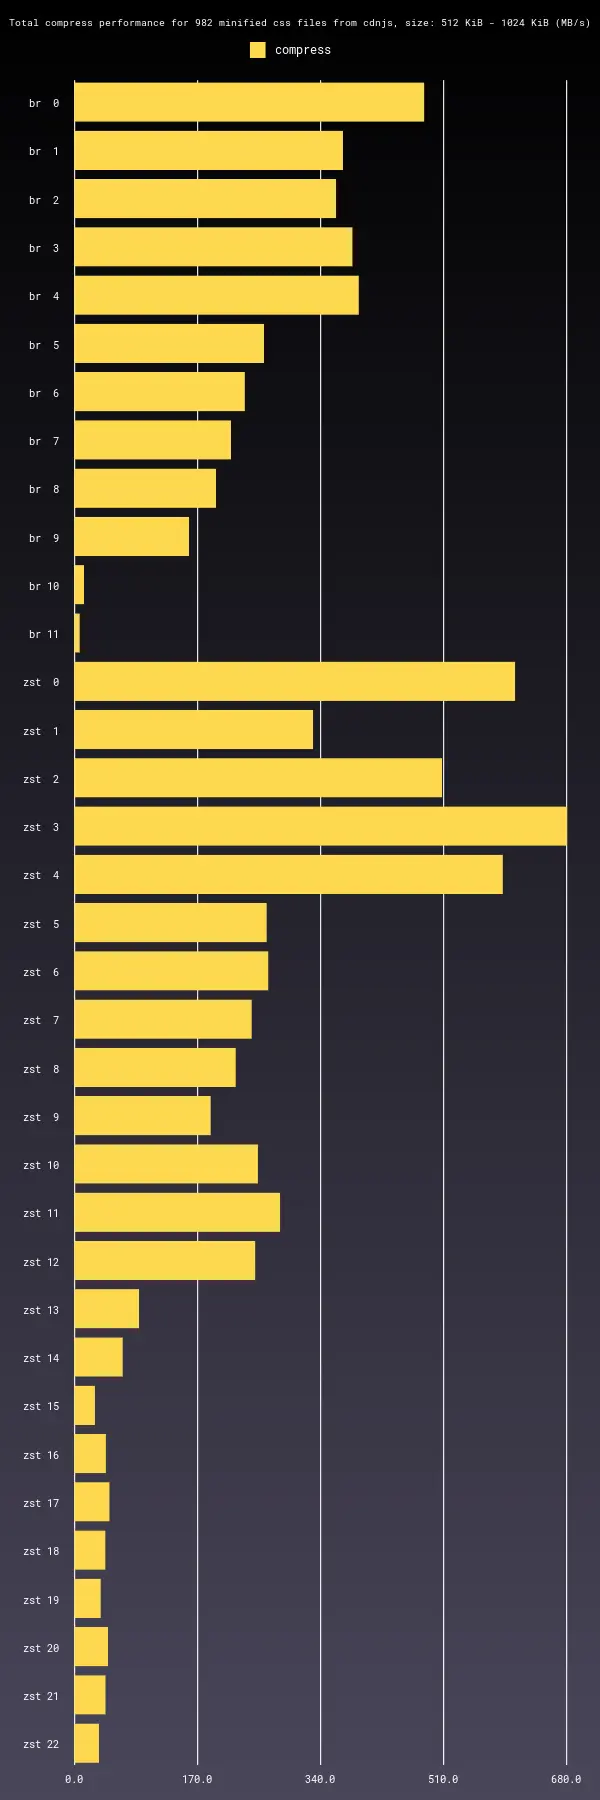 Total compress performance for 982 minified css files from cdnjs, size: 512 KiB - 1024 KiB (MB/s)
compress
br 0
br 1
br 2
br 3
br 4
br 5
br 6
br 7
br 8
br 9
br 10
br 11
zst 0
zst 1
zst 2
zst 3
zst 4
zst 5
zst 6
zst 7
zst 8
zst 9
zst 10
zst 11
zst 12
zst 13
zst 14
zst 15
zst 16
zst 17
zst 18
zst 19
zst 20
zst 21
zst 22
0.0 170.0 340.0 510.0 680.0